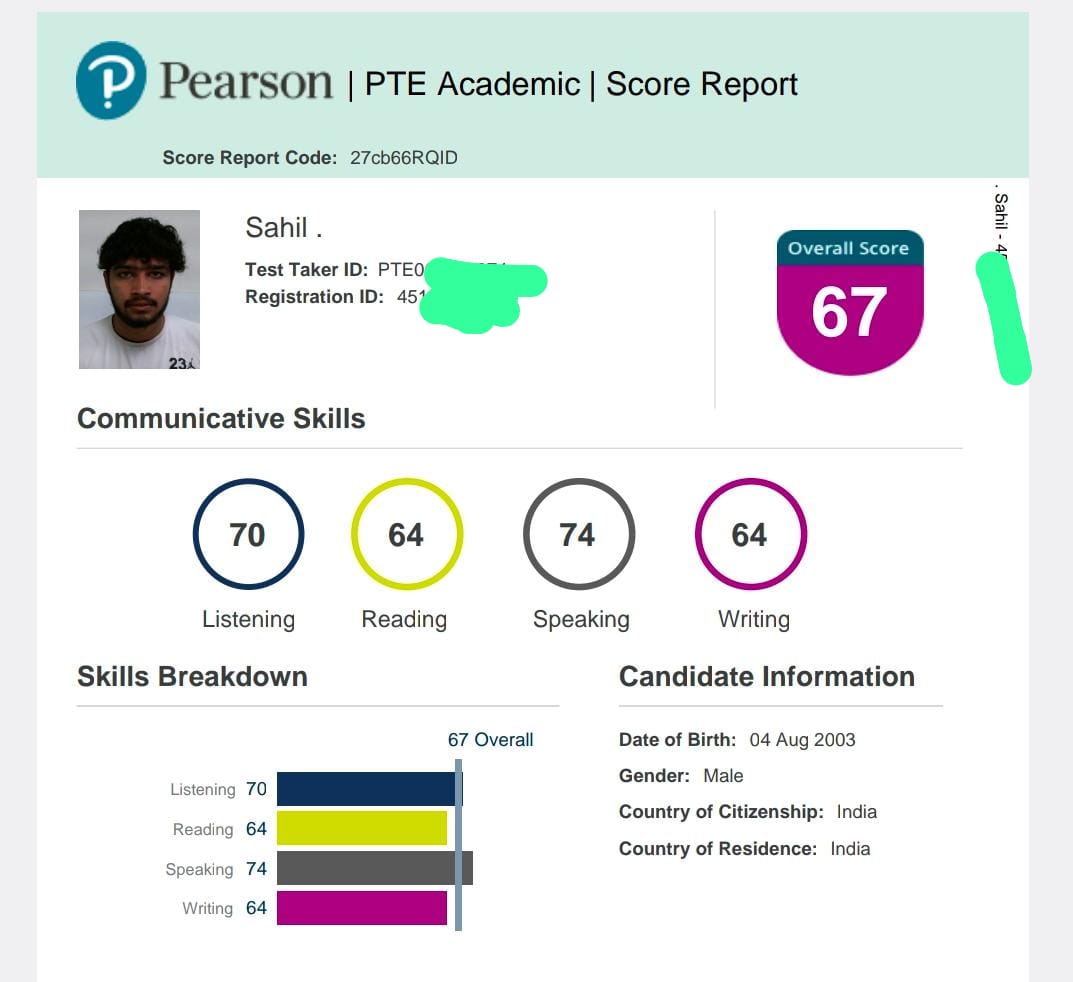 Pearson | PTE Academic | Score Report
Score Report Code: 27cb66RQID
Sahil .
Test Taker ID: PTE0
Registration ID: 451
. Sahil - 4
23
Overall Score
67
Communicative Skills
70 64 74 64
Listening Reading Speaking Writing
Skills Breakdown
67 Overall
Listening 70
Reading 64
Speaking 74
Writing 64
Candidate Information
Date of Birth: 04 Aug 2003
Gender: Male
Country of Citizenship: India
Country of Residence: India